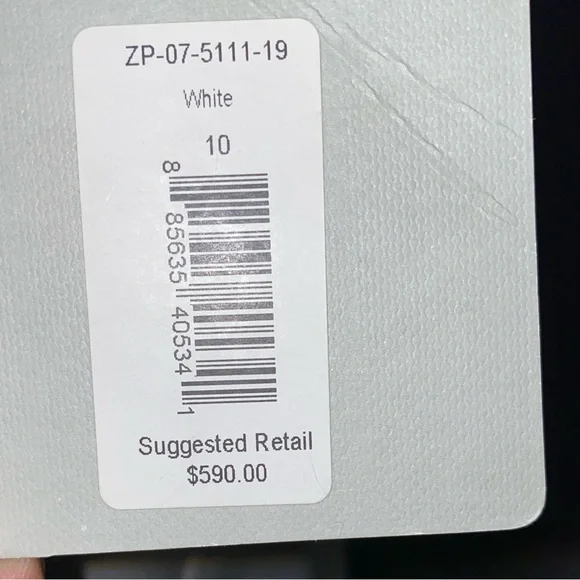 ZP-07-5111-19
White
10
8 85635 40534 1
Suggested Retail
$590.00